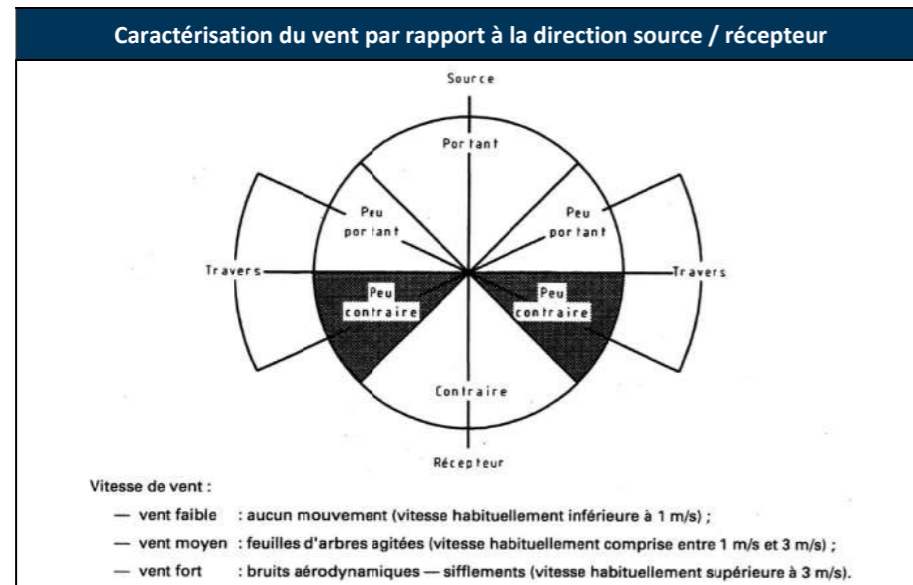 Caractérisation du vent par rapport à la direction source / récepteur
Source
Portant
Peu
portant
Peu
portant
Travers
Travers
Peu
contraire
Peu
contraire
Contraire
Récepteur
Vitesse de vent :
— vent faible : aucun mouvement (vitesse habituellement inférieure à 1 m/s) ;
— vent moyen : feuilles d'arbres agitées (vitesse habituellement comprise entre 1 m/s et 3 m/s) ;
— vent fort : bruits aérodynamiques — sifflements (vitesse habituellement supérieure à 3 m/s).